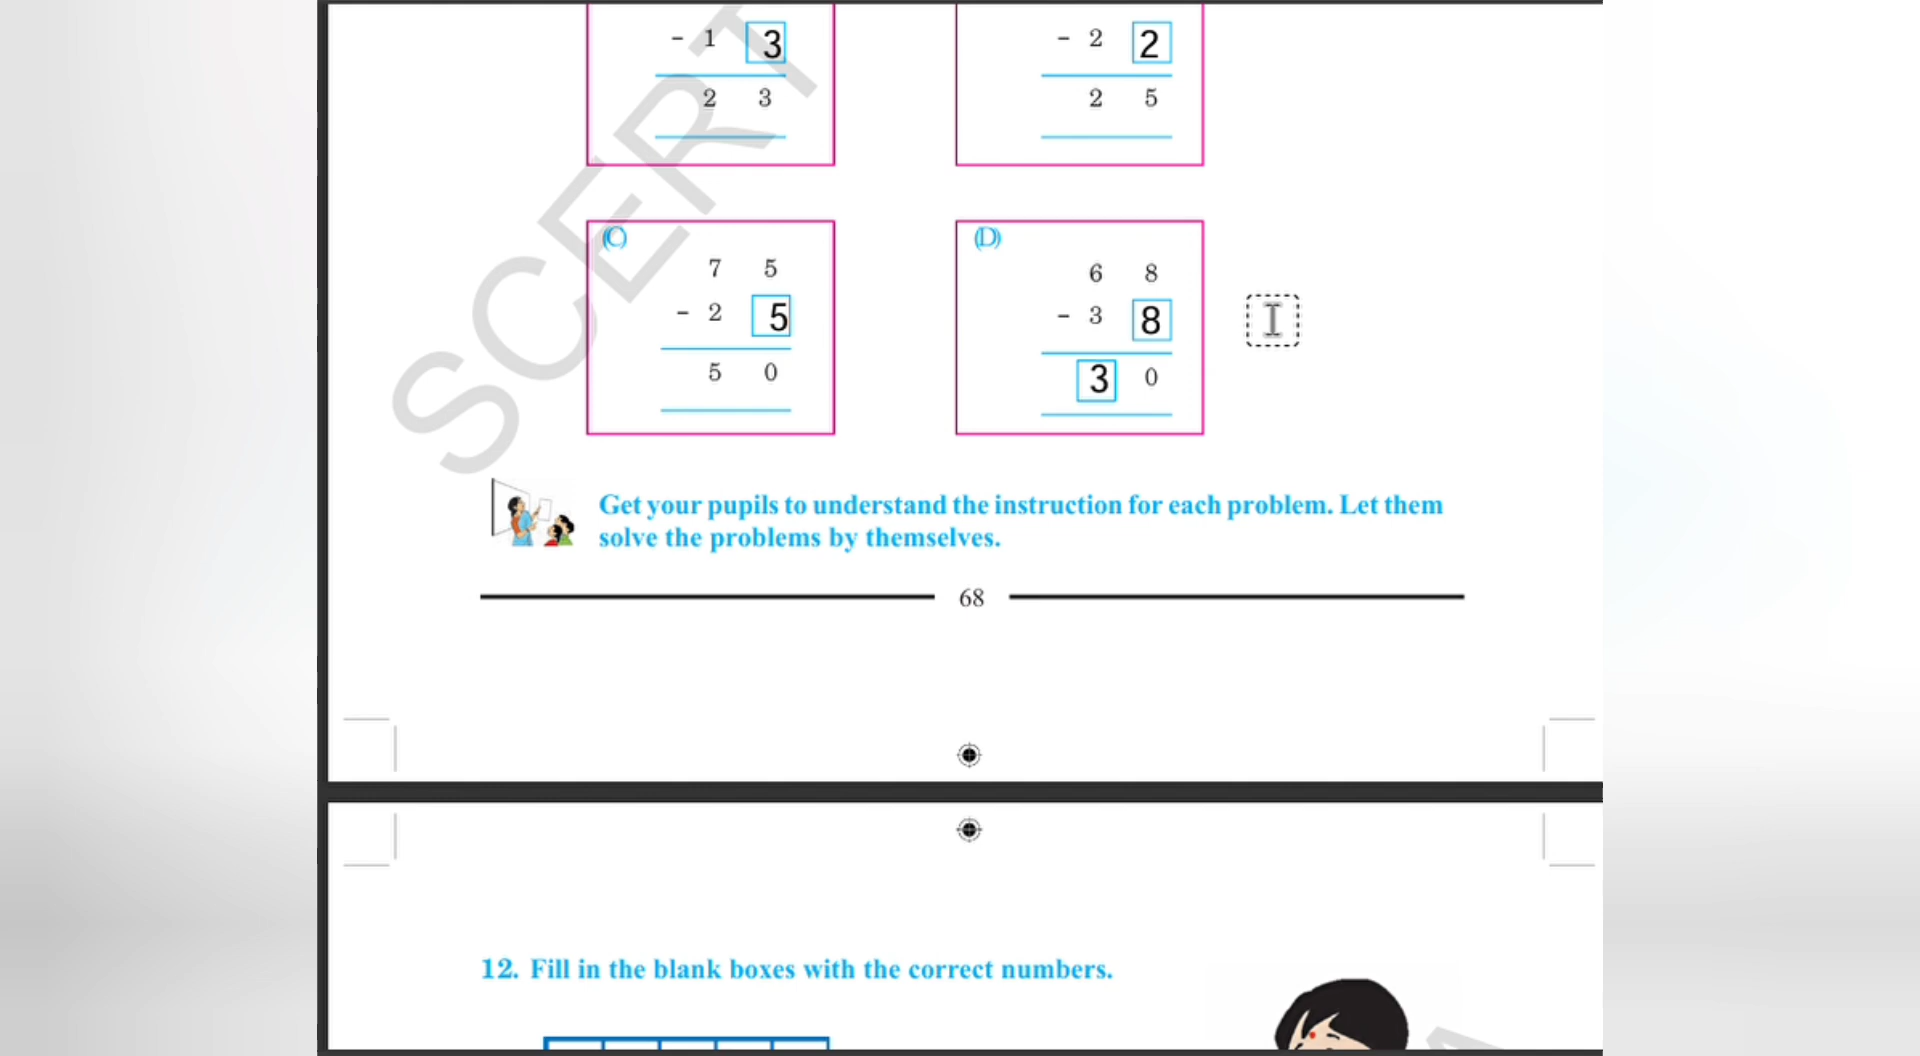 - 1 3
2 3
- 2 2
2 5
(C)
7 5
- 2 5
5 0
(D)
6 8
- 3 8
3 0
SCERT
Get your pupils to understand the instruction for each problem. Let them
solve the problems by themselves.
68
12. Fill in the blank boxes with the correct numbers.